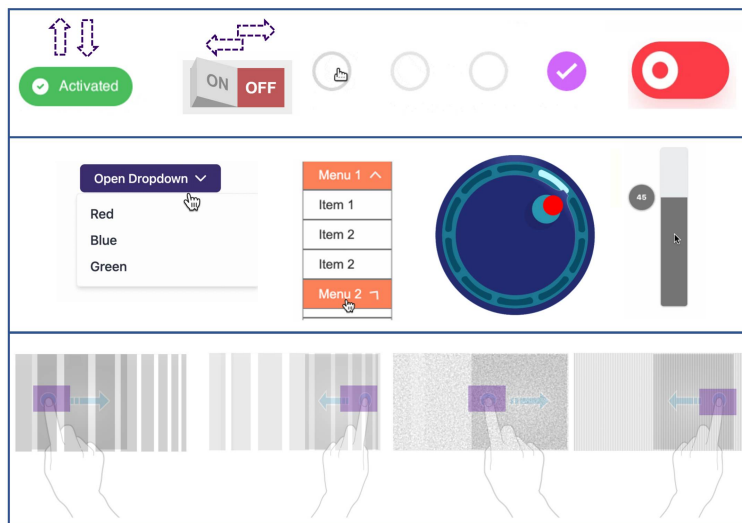 Activated
ON
OFF
Open Dropdown
Red
Blue
Green
Menu 1
Item 1
Item 2
Item 2
Menu 2
45